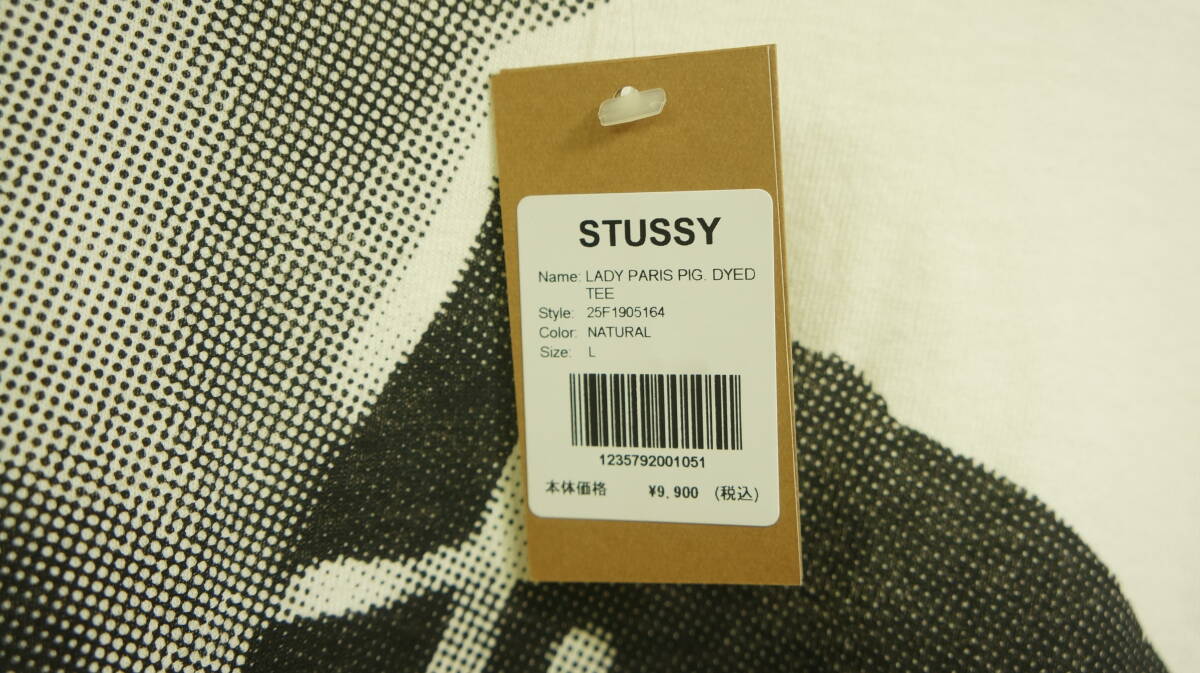 STUSSY
Name: LADY PARIS PIG. DYED
TEE
Style: 25F1905164
Color: NATURAL
Size: L
1235792001051
本体価格 ¥9,900 (税込)